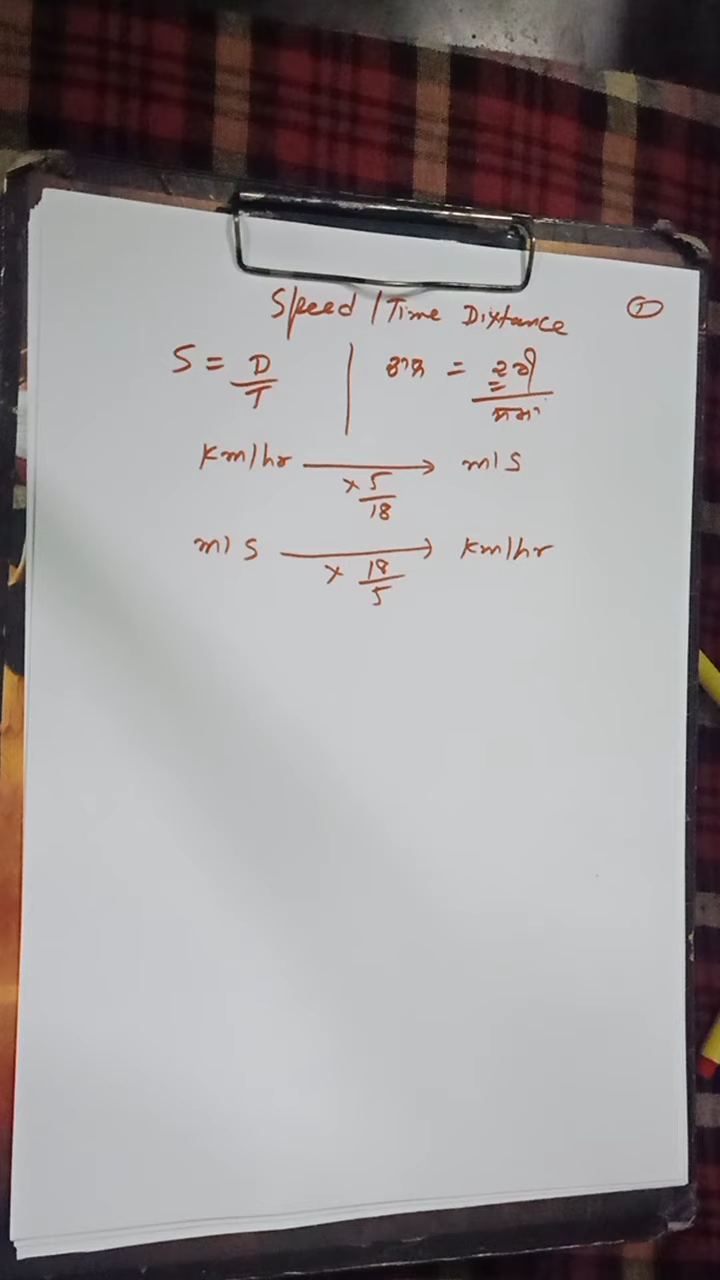 Speed / Time Distance ①
S = D/T | चाल = दूरी/समय
Km/hr ⟶ m/s
× 5/18
m/s ⟶ Km/hr
× 18/5